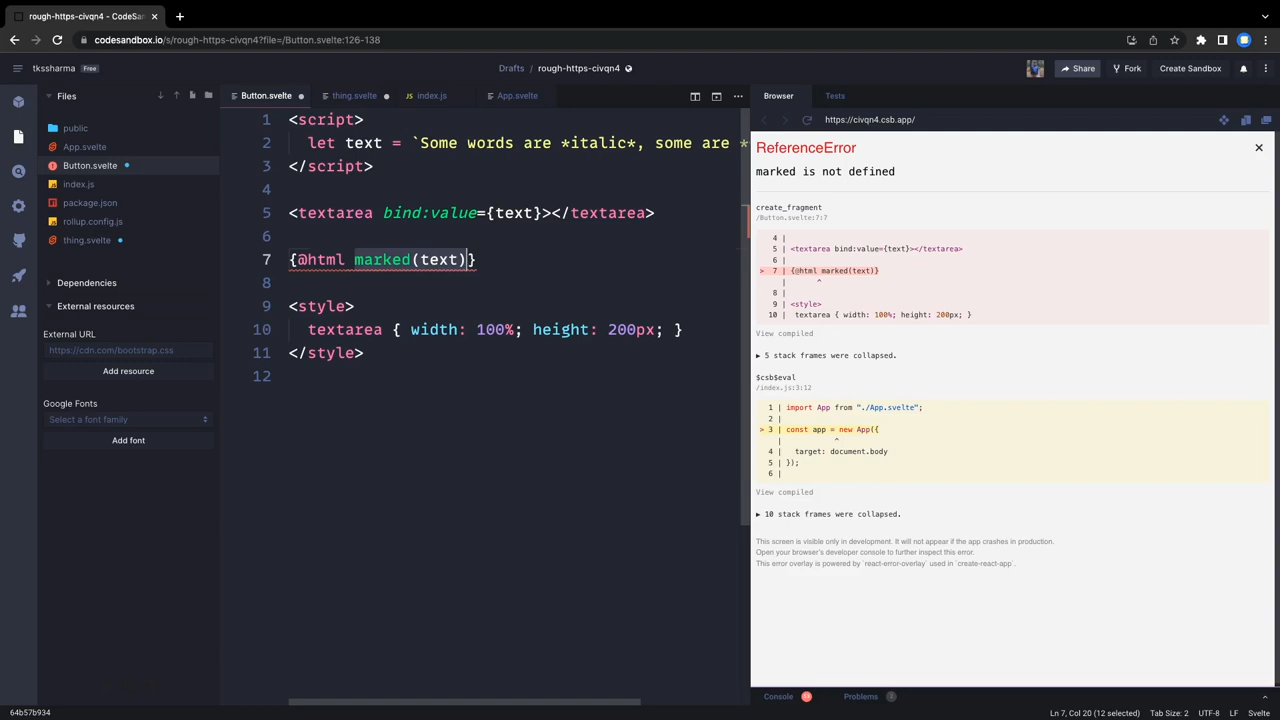 rough-https-civqn4 - CodeSan
codesandbox.io/s/rough-https-civqn4?file=/Button.svelte:126-138
tkssharma Free
Drafts / rough-https-civqn4
Share
Fork
Create Sandbox
Files
Button.svelte
thing.svelte
index.js
App.svelte
Browser
Tests
https://civqn4.csb.app/
public
App.svelte
Button.svelte
index.js
package.json
rollup.config.js
thing.svelte
Dependencies
External resources
External URL
https://cdn.com/bootstrap.css
Add resource
Google Fonts
Select a font family
Add font
1 <script>
2 let text = `Some words are *italic*, some are *
3 </script>
4
5 <textarea bind:value={text}></textarea>
6
7 {@html marked(text)}
8
9 <style>
10 textarea { width: 100%; height: 200px; }
11 </style>
12
ReferenceError
marked is not defined
create_fragment
/Button.svelte:7:7
4 |
5 | <textarea bind:value={text}></textarea>
6 |
> 7 | {@html marked(text)}
| ^
8 |
9 | <style>
10 | textarea { width: 100%; height: 200px; }
View compiled
▶ 5 stack frames were collapsed.
$csb$eval
/index.js:3:12
1 | import App from "./App.svelte";
2 |
> 3 | const app = new App({
| ^
4 | target: document.body
5 | });
6 |
View compiled
▶ 10 stack frames were collapsed.
This screen is visible only in development. It will not appear if the app crashes in production.
Open your browser's developer console to further inspect this error.
This error overlay is powered by `react-error-overlay` used in `create-react-app`.
Console
Problems
64b57b934
Ln 7, Col 20 (12 selected)
Tab Size: 2
UTF-8
LF
Svelte